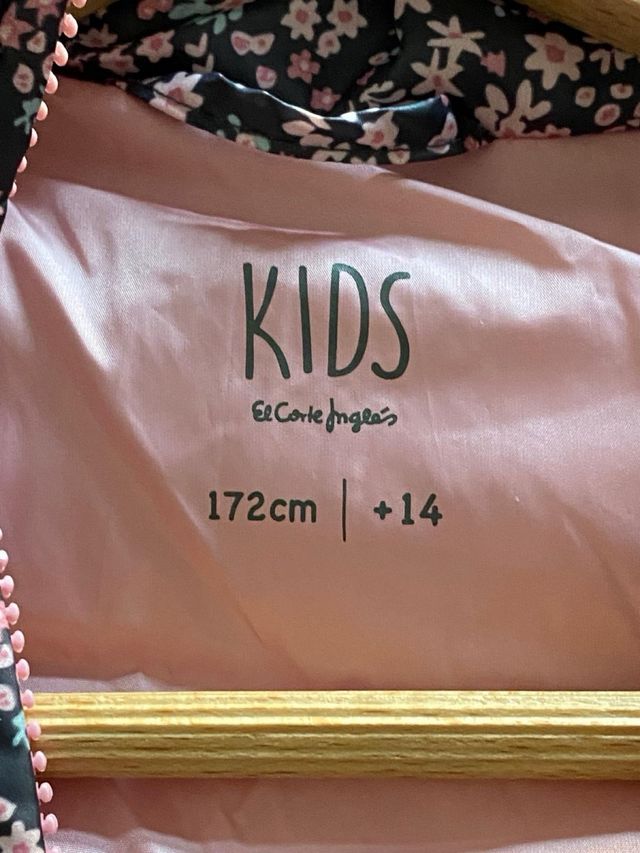 KIDS
El Corte Inglés
172cm | +14